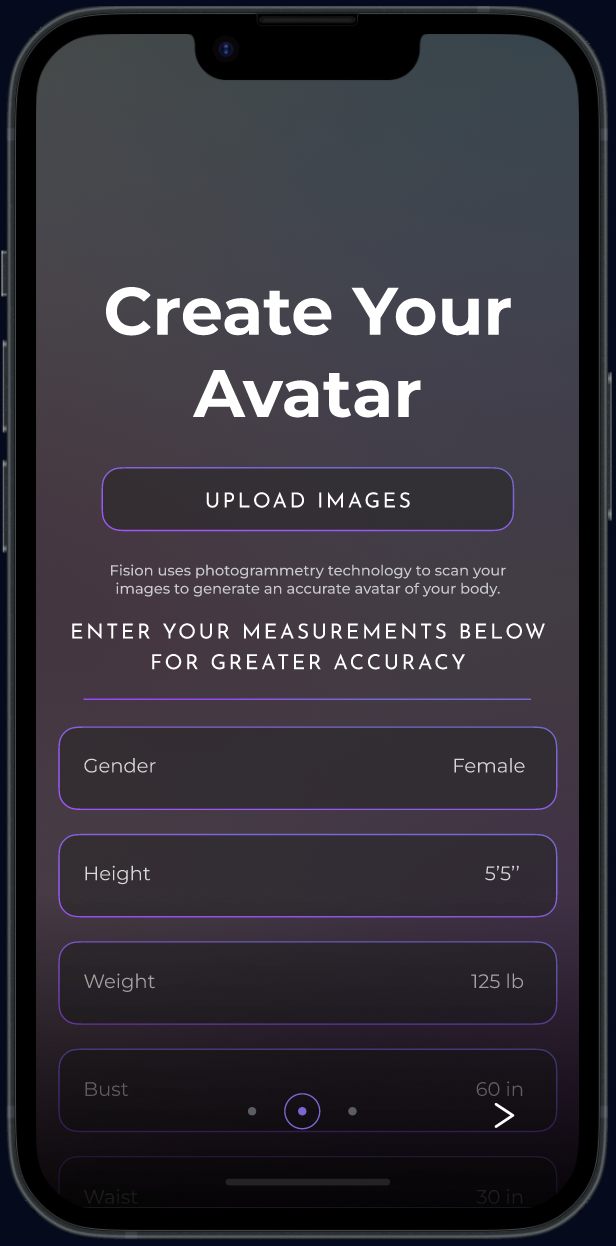 Create Your
Avatar
UPLOAD IMAGES
Fision uses photogrammetry technology to scan your
images to generate an accurate avatar of your body.
ENTER YOUR MEASUREMENTS BELOW
FOR GREATER ACCURACY
Gender Female
Height 5’5’’
Weight 125 lb
Bust 60 in
Waist 30 in